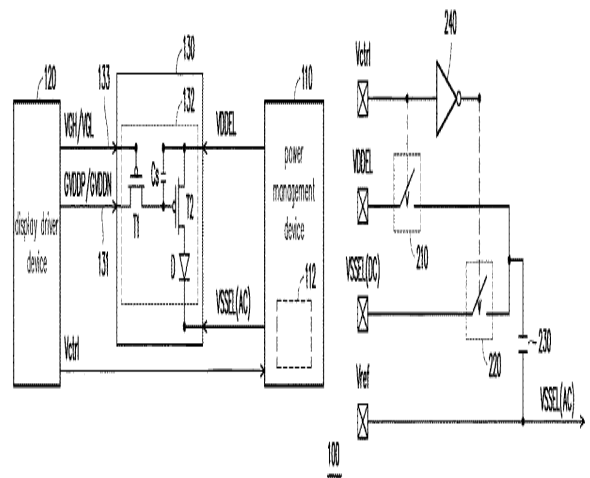 120
133
130
132
110
240
Vctrl
VGH/VGL
VDDEL
Cs
GVDDP/GVDDN
T1
T2
131
D
display driver
device
power
management
device
112
VSSEL(AC)
Vctrl
VDDEL
210
VSSEL(DC)
220
230
Vref
VSSEL(AC)
100